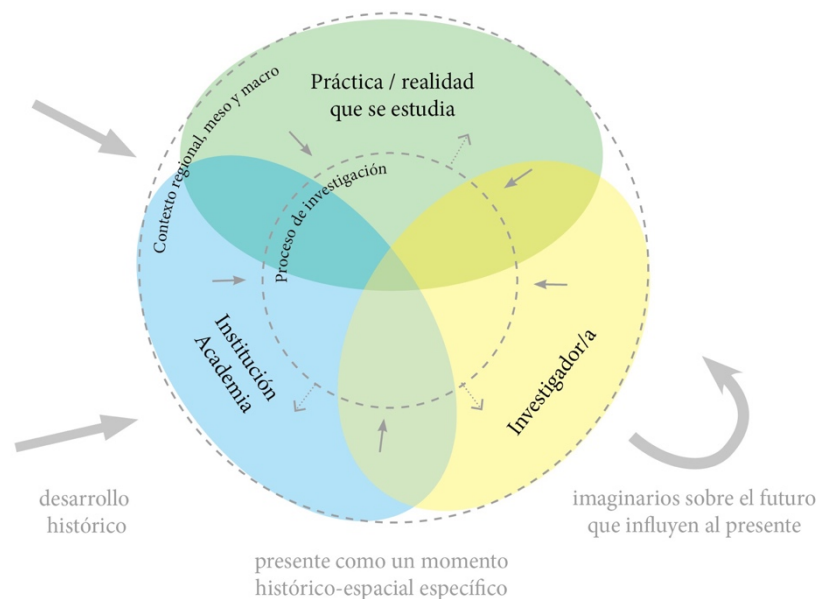 Práctica / realidad
que se estudia
Contexto regional, meso y macro
Proceso de investigación
Institución
Academia
Investigador/a
desarrollo
histórico
imaginarios sobre el futuro
que influyen al presente
presente como un momento
histórico-espacial específico